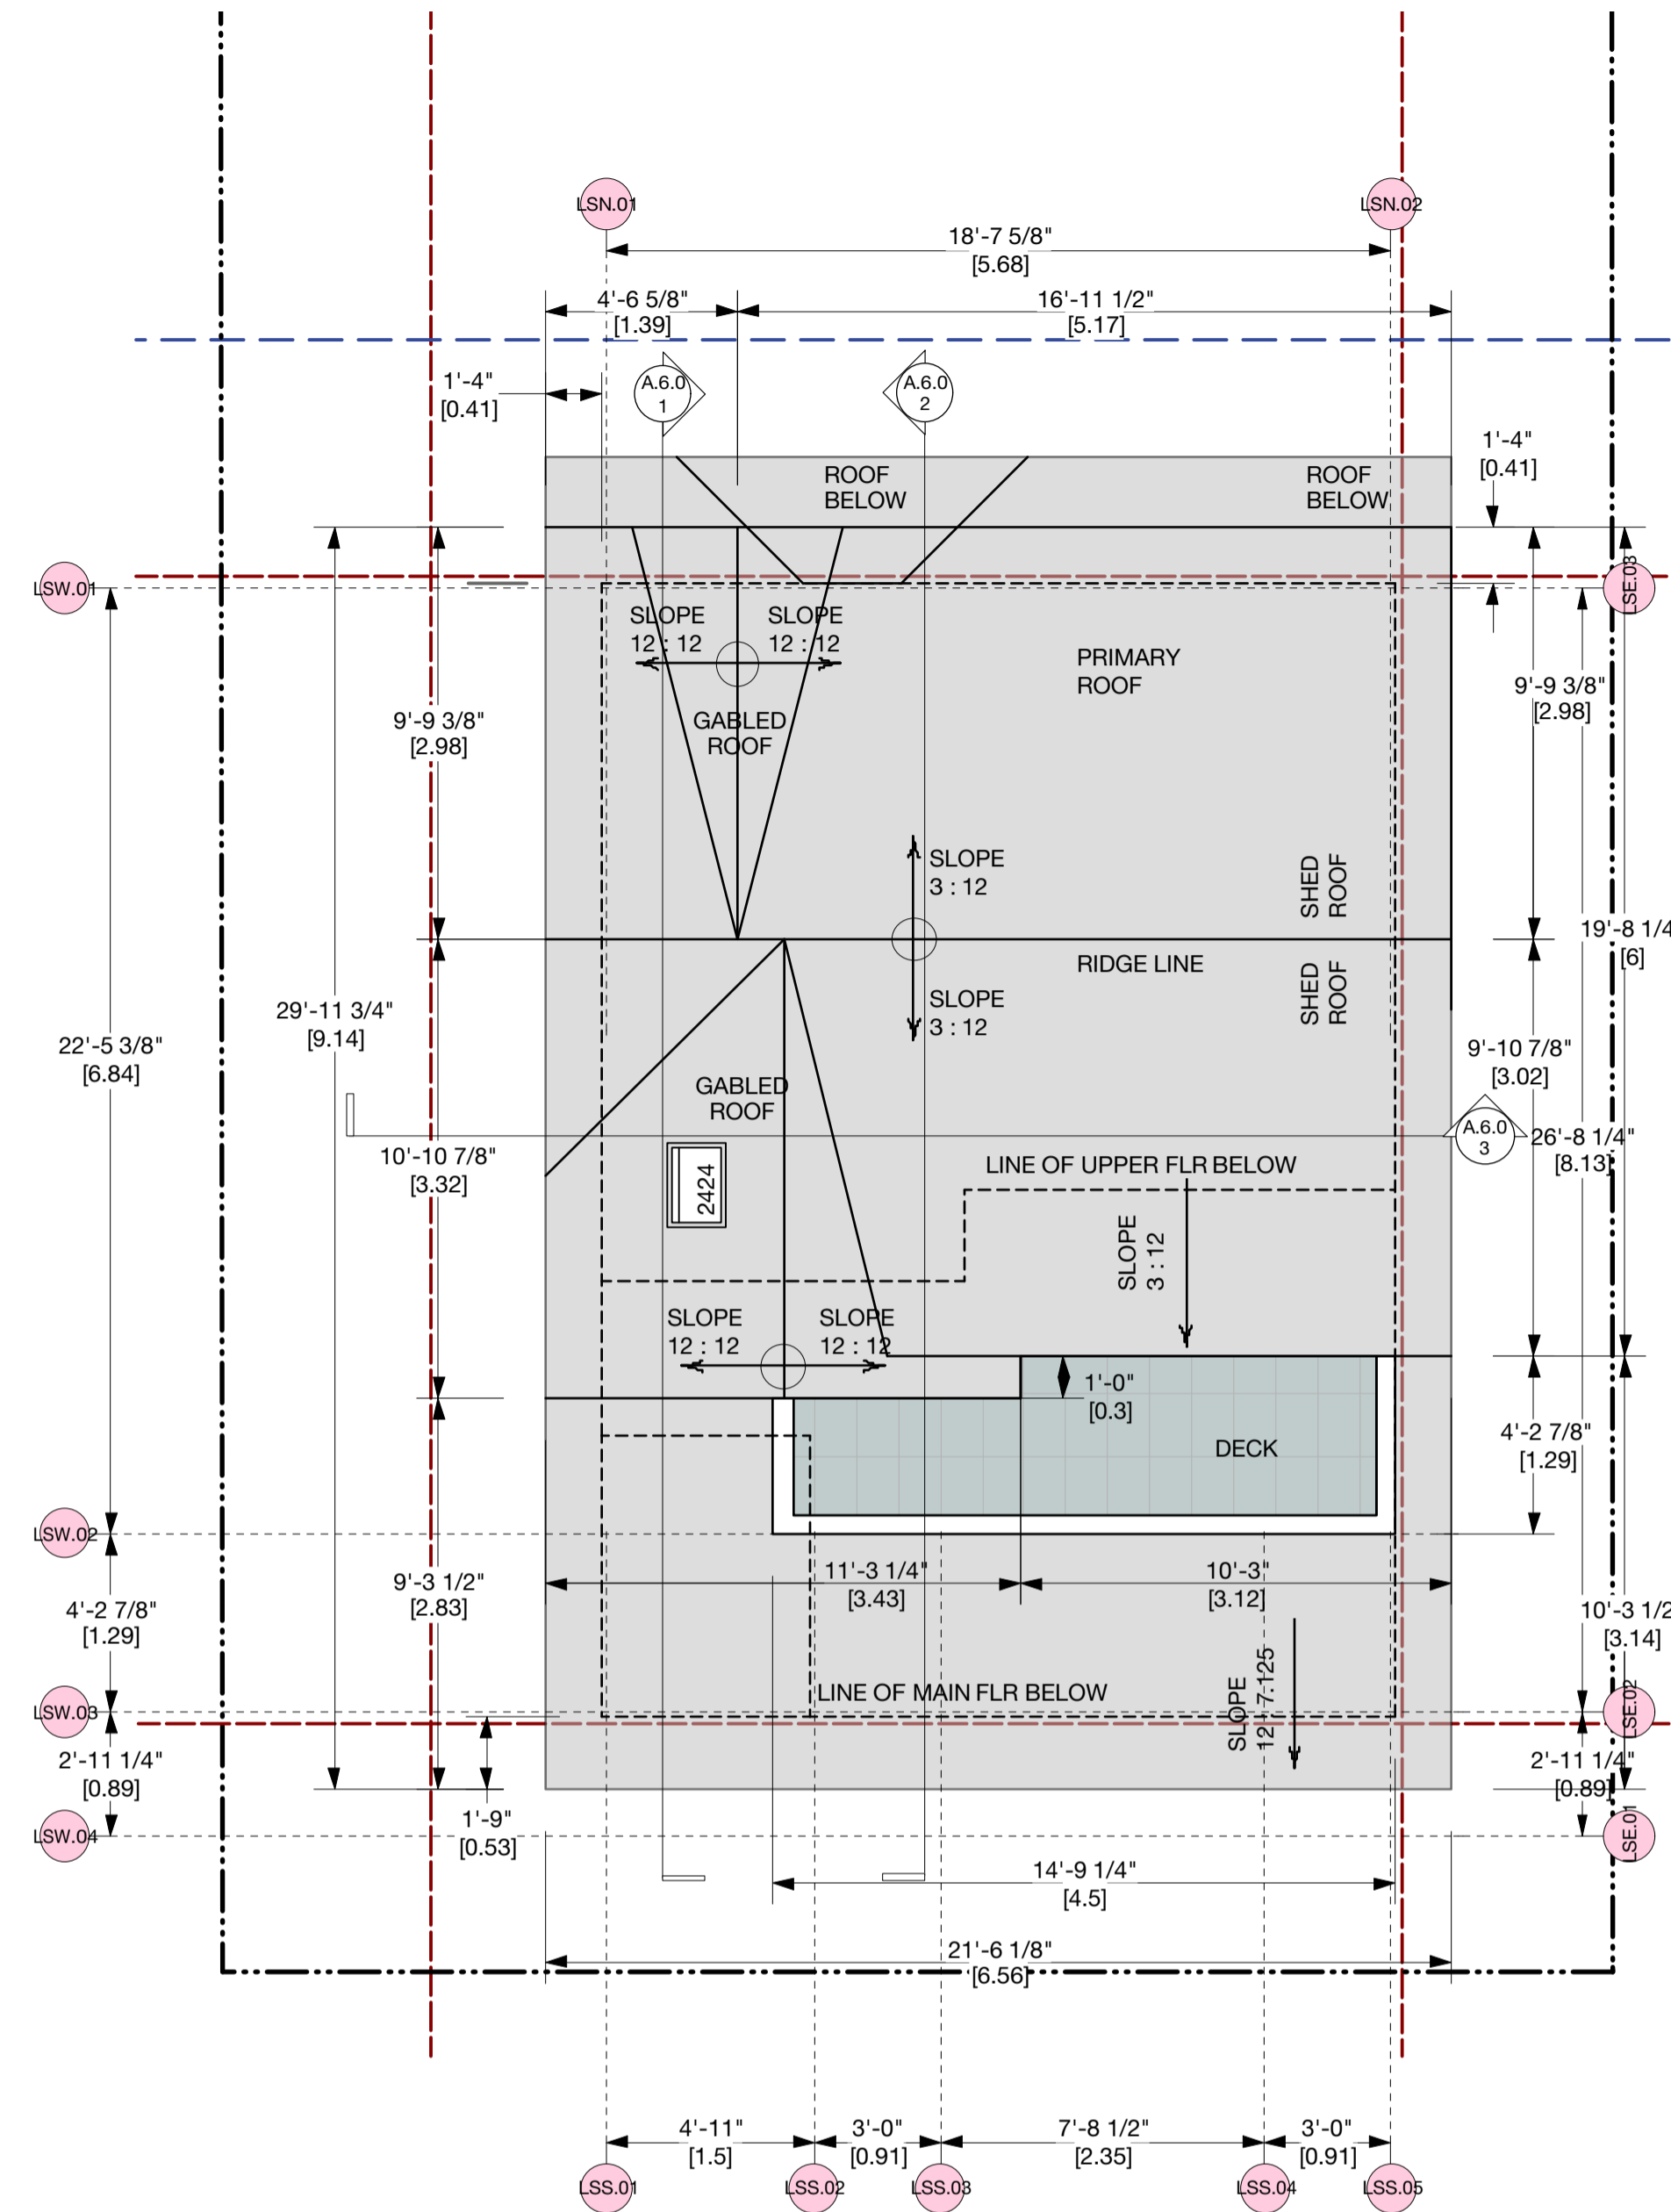 LSN.01
LSN.02
18'-7 5/8"
[5.68]
4'-6 5/8"
[1.39]
16'-11 1/2"
[5.17]
1'-4"
[0.41]
A.6.0
1
A.6.0
2
1'-4"
[0.41]
ROOF
BELOW
ROOF
BELOW
LSW.01
LSE.03
SLOPE
12 : 12
SLOPE
12 : 12
PRIMARY
ROOF
GABLED
ROOF
9'-9 3/8"
[2.98]
9'-9 3/8"
[2.98]
SLOPE
3 : 12
SHED
ROOF
19'-8 1/4
[6]
RIDGE LINE
SLOPE
3 : 12
SHED
ROOF
29'-11 3/4"
[9.14]
22'-5 3/8"
[6.84]
9'-10 7/8"
[3.02]
GABLED
ROOF
A.6.0
3
26'-8 1/4"
[8.13]
10'-10 7/8"
[3.32]
2424
LINE OF UPPER FLR BELOW
SLOPE
3 : 12
SLOPE
12 : 12
SLOPE
12 : 12
1'-0"
[0.3]
DECK
4'-2 7/8"
[1.29]
LSW.02
11'-3 1/4"
[3.43]
10'-3"
[3.12]
9'-3 1/2"
[2.83]
4'-2 7/8"
[1.29]
10'-3 1/2
[3.14]
LINE OF MAIN FLR BELOW
SLOPE
12 : 7.125
LSW.03
LSE.02
2'-11 1/4"
[0.89]
2'-11 1/4"
[0.89]
1'-9"
[0.53]
LSW.04
LSE.01
14'-9 1/4"
[4.5]
21'-6 1/8"
[6.56]
4'-11"
[1.5]
3'-0"
[0.91]
7'-8 1/2"
[2.35]
3'-0"
[0.91]
LSS.01
LSS.02
LSS.03
LSS.04
LSS.05